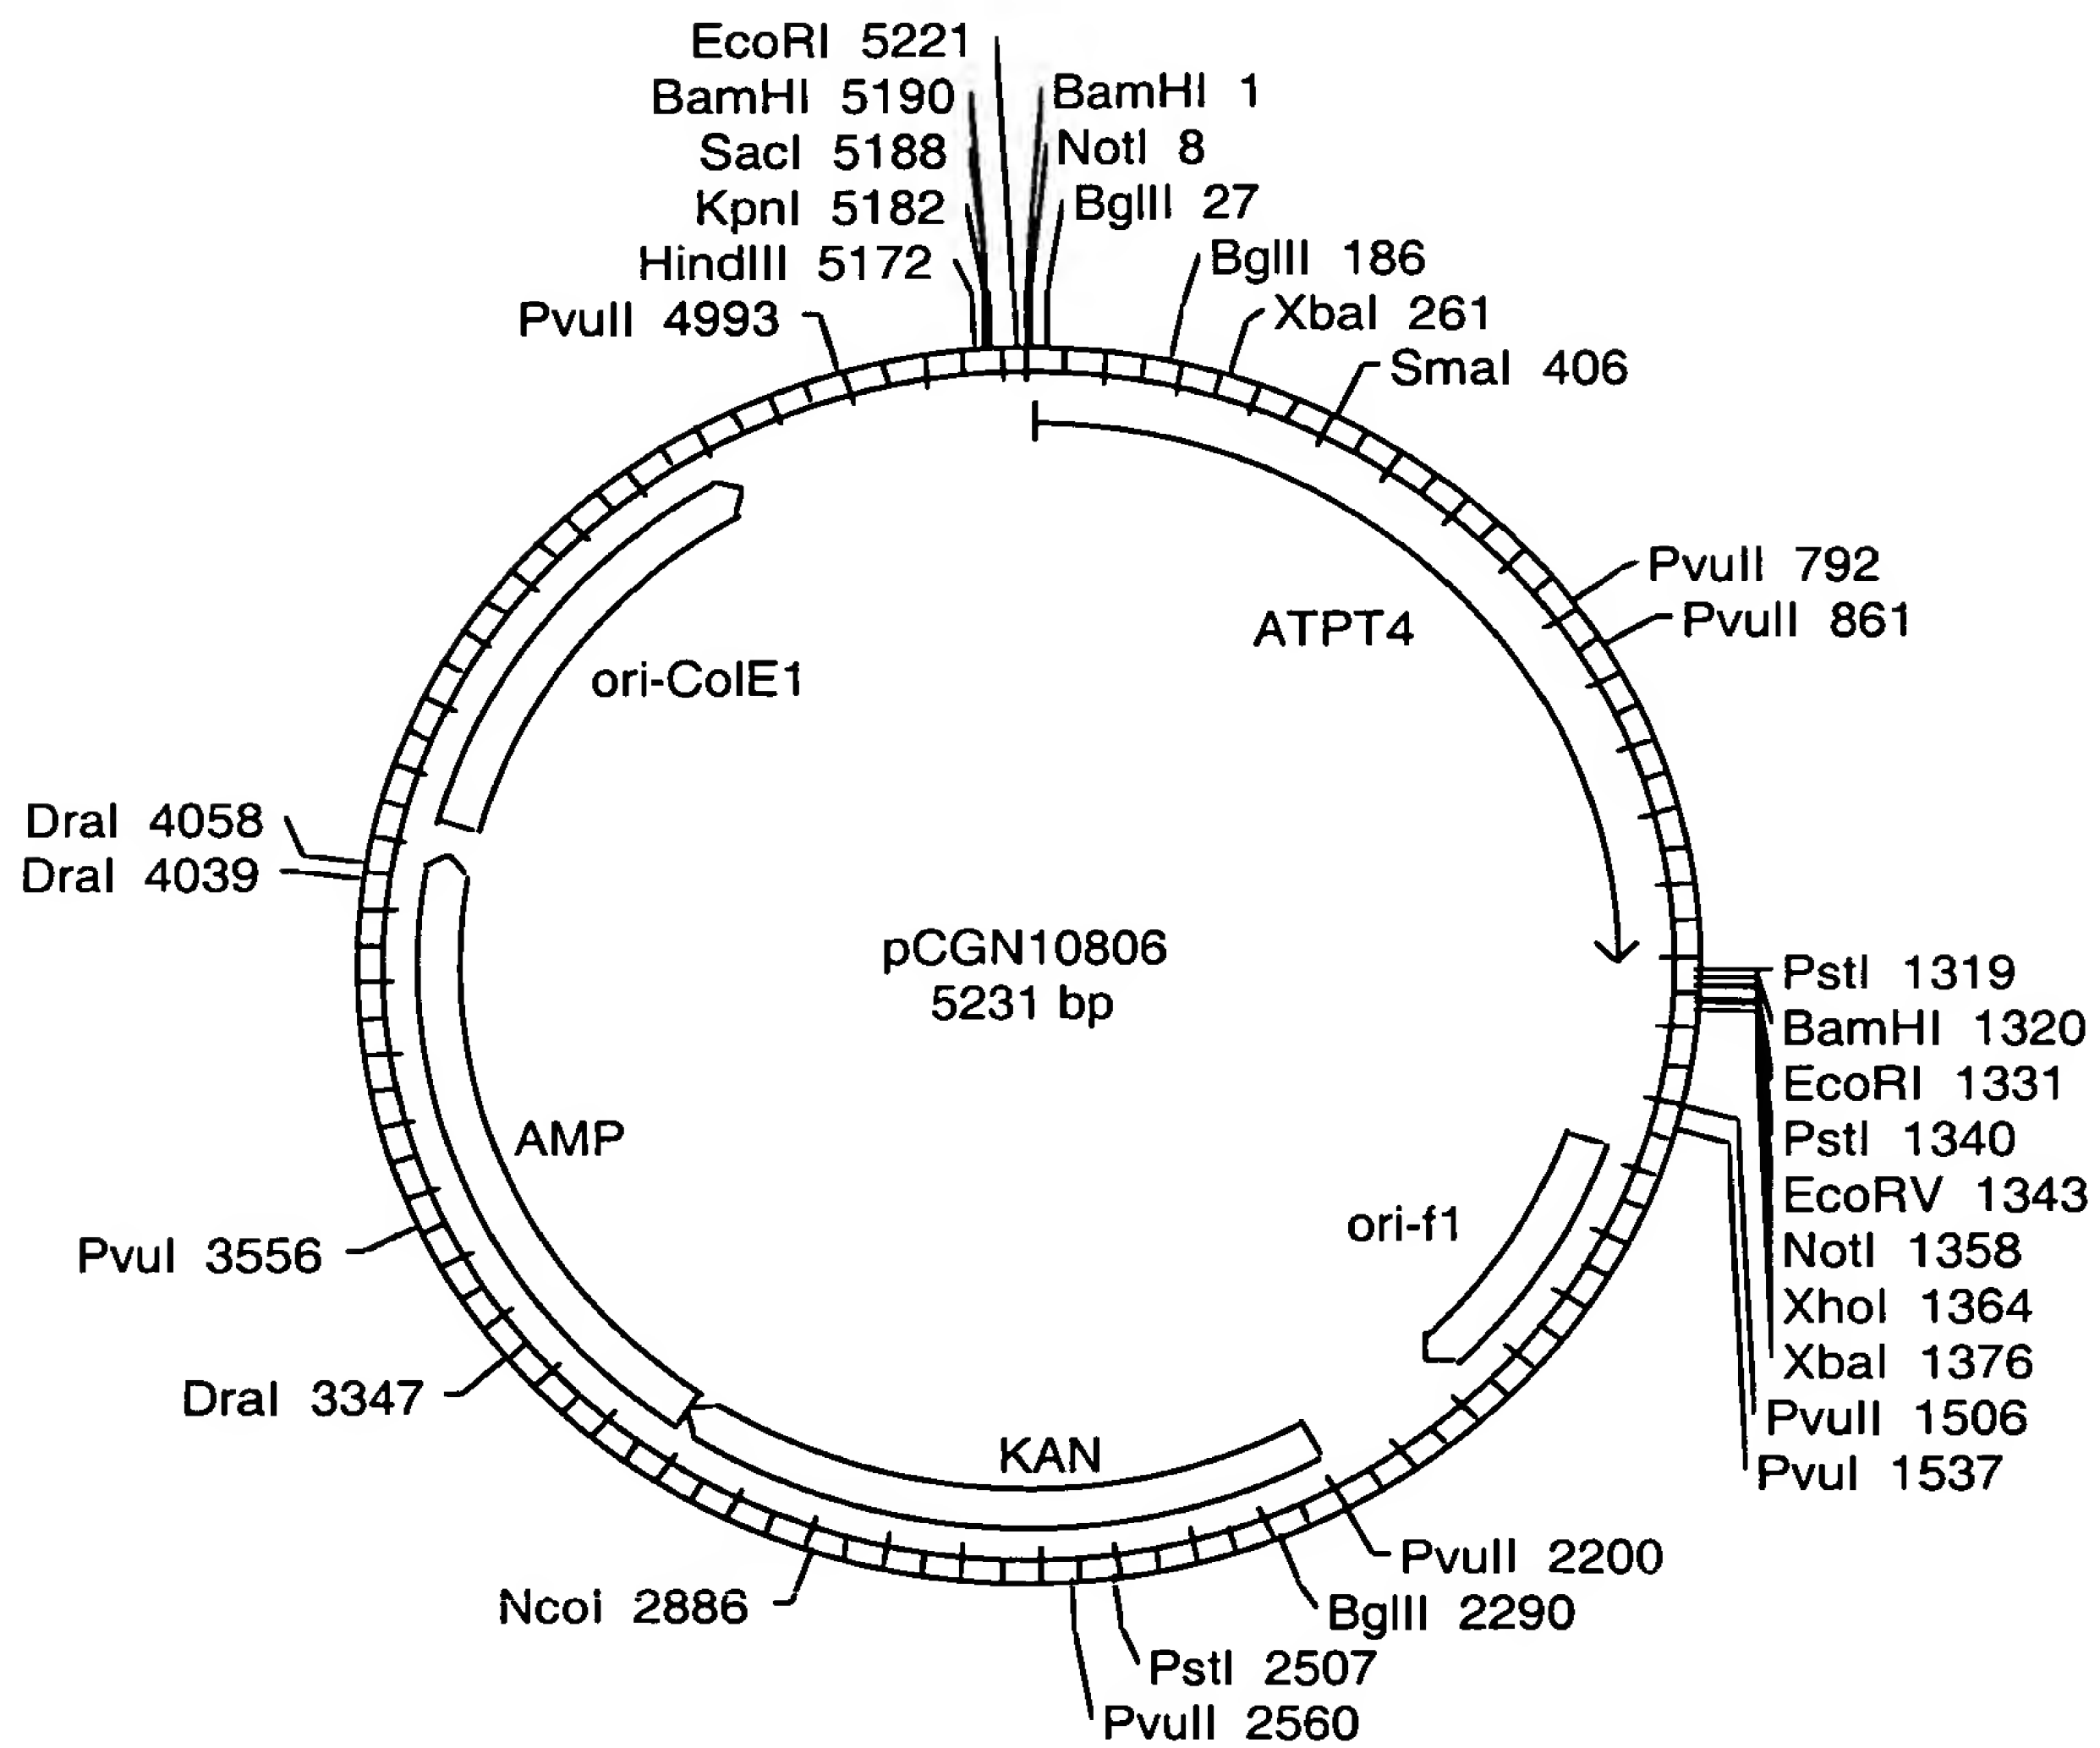 EcoRI 5221
BamHI 5190
SacI 5188
KpnI 5182
HindIII 5172
PvuII 4993
BamHI 1
NotI 8
BglII 27
BglII 186
XbaI 261
SmaI 406
PvuII 792
PvuII 861
ATPT4
ori-ColE1
DraI 4058
DraI 4039
pCGN10806
5231 bp
PstI 1319
BamHI 1320
EcoRI 1331
PstI 1340
EcoRV 1343
NotI 1358
XhoI 1364
XbaI 1376
PvuII 1506
PvuI 1537
AMP
ori-f1
PvuI 3556
DraI 3347
KAN
NcoI 2886
PvuII 2200
BglII 2290
PstI 2507
PvuII 2560